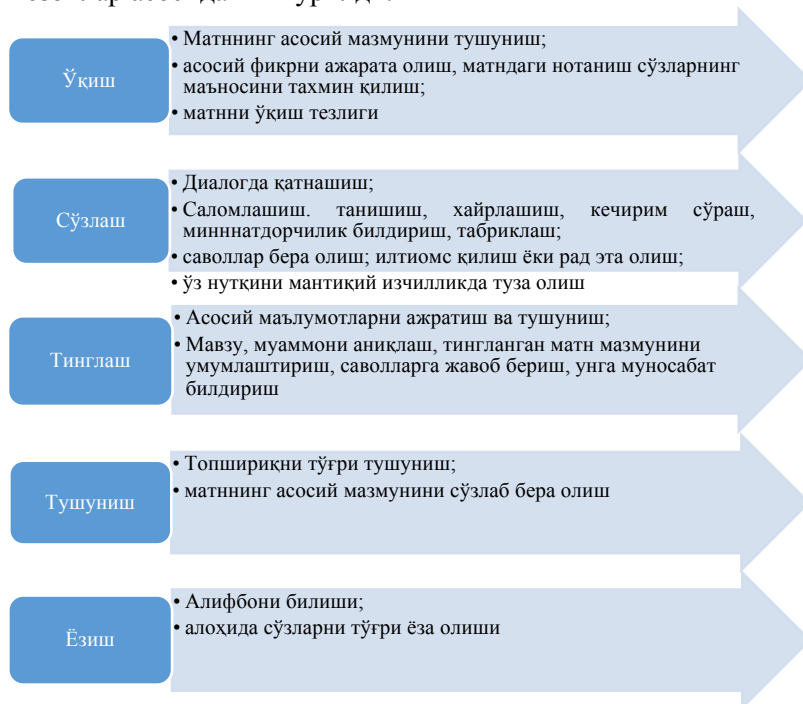 Ўқиш
• Матннинг асосий мазмунини тушуниш;
• асосий фикрни ажарата олиш, матндаги нотаниш сўзларнинг
маъносини тахмин қилиш;
• матнни ўқиш тезлиги
Сўзлаш
• Диалогда қатнашиш;
• Саломлашиш. танишиш, хайрлашиш, кечирим сўраш,
минннатдорчилик билдириш, табриклаш;
• саволлар бера олиш; илтиомс қилиш ёки рад эта олиш;
• ўз нутқини мантиқий изчилликда туза олиш
Тинглаш
• Асосий маълумотларни ажратиш ва тушуниш;
• Мавзу, муаммони аниқлаш, тингланган матн мазмунини
умумлаштириш, саволларга жавоб бериш, унга муносабат
билдириш
Тушуниш
• Топшириқни тўғри тушуниш;
• матннинг асосий мазмунини сўзлаб бера олиш
Ёзиш
• Алифбони билиши;
• алоҳида сўзларни тўғри ёза олиши